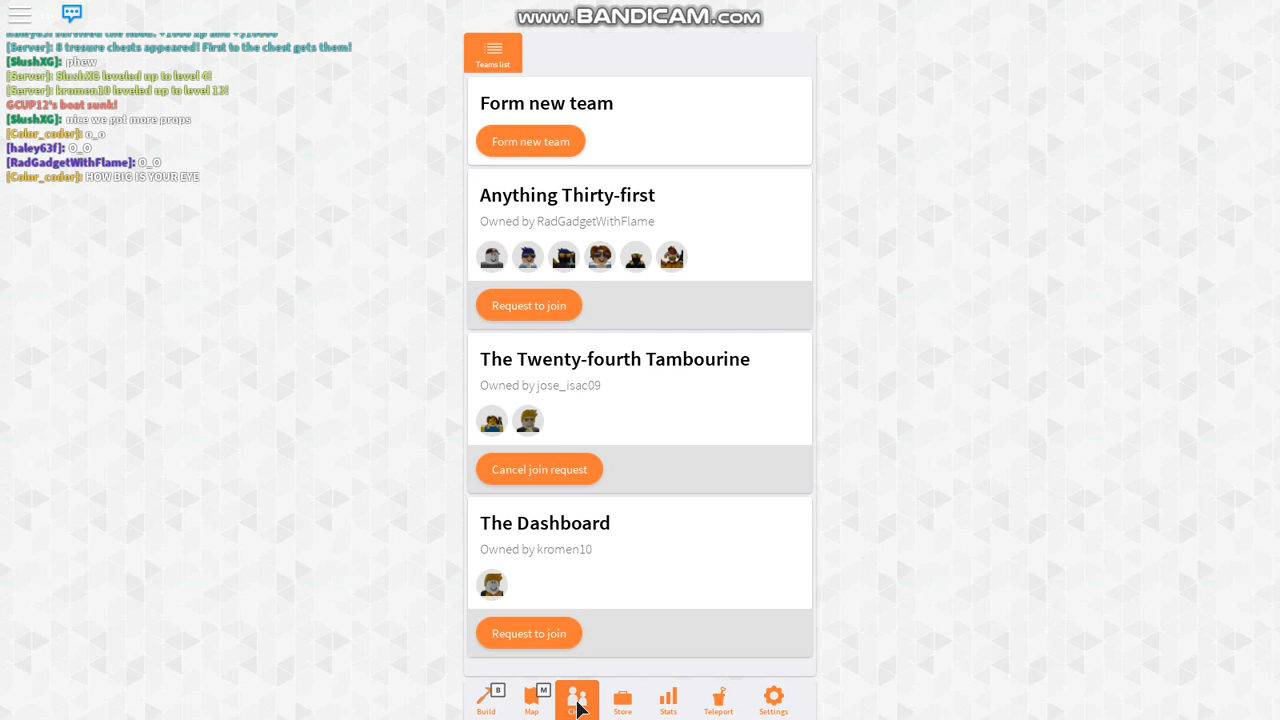 www.BANDICAM.com
[Server]: 8 tresure chests appeared! First to the chest gets them!
[SlushXG]: phew
[Server]: SlushXG leveled up to level 4!
[Server]: kromen10 leveled up to level 13!
GCUP12's boat sunk!
[SlushXG]: nice we got more props
[Color_coder]: o_o
[haley63f]: O_O
[RadGadgetWithFlame]: O_O
[Color_coder]: HOW BIG IS YOUR EYE
Teams list
Form new team
Form new team
Anything Thirty-first
Owned by RadGadgetWithFlame
Request to join
The Twenty-fourth Tambourine
Owned by jose_isac09
Cancel join request
The Dashboard
Owned by kromen10
Request to join
B
M
Build
Map
Store
Stats
Teleport
Settings